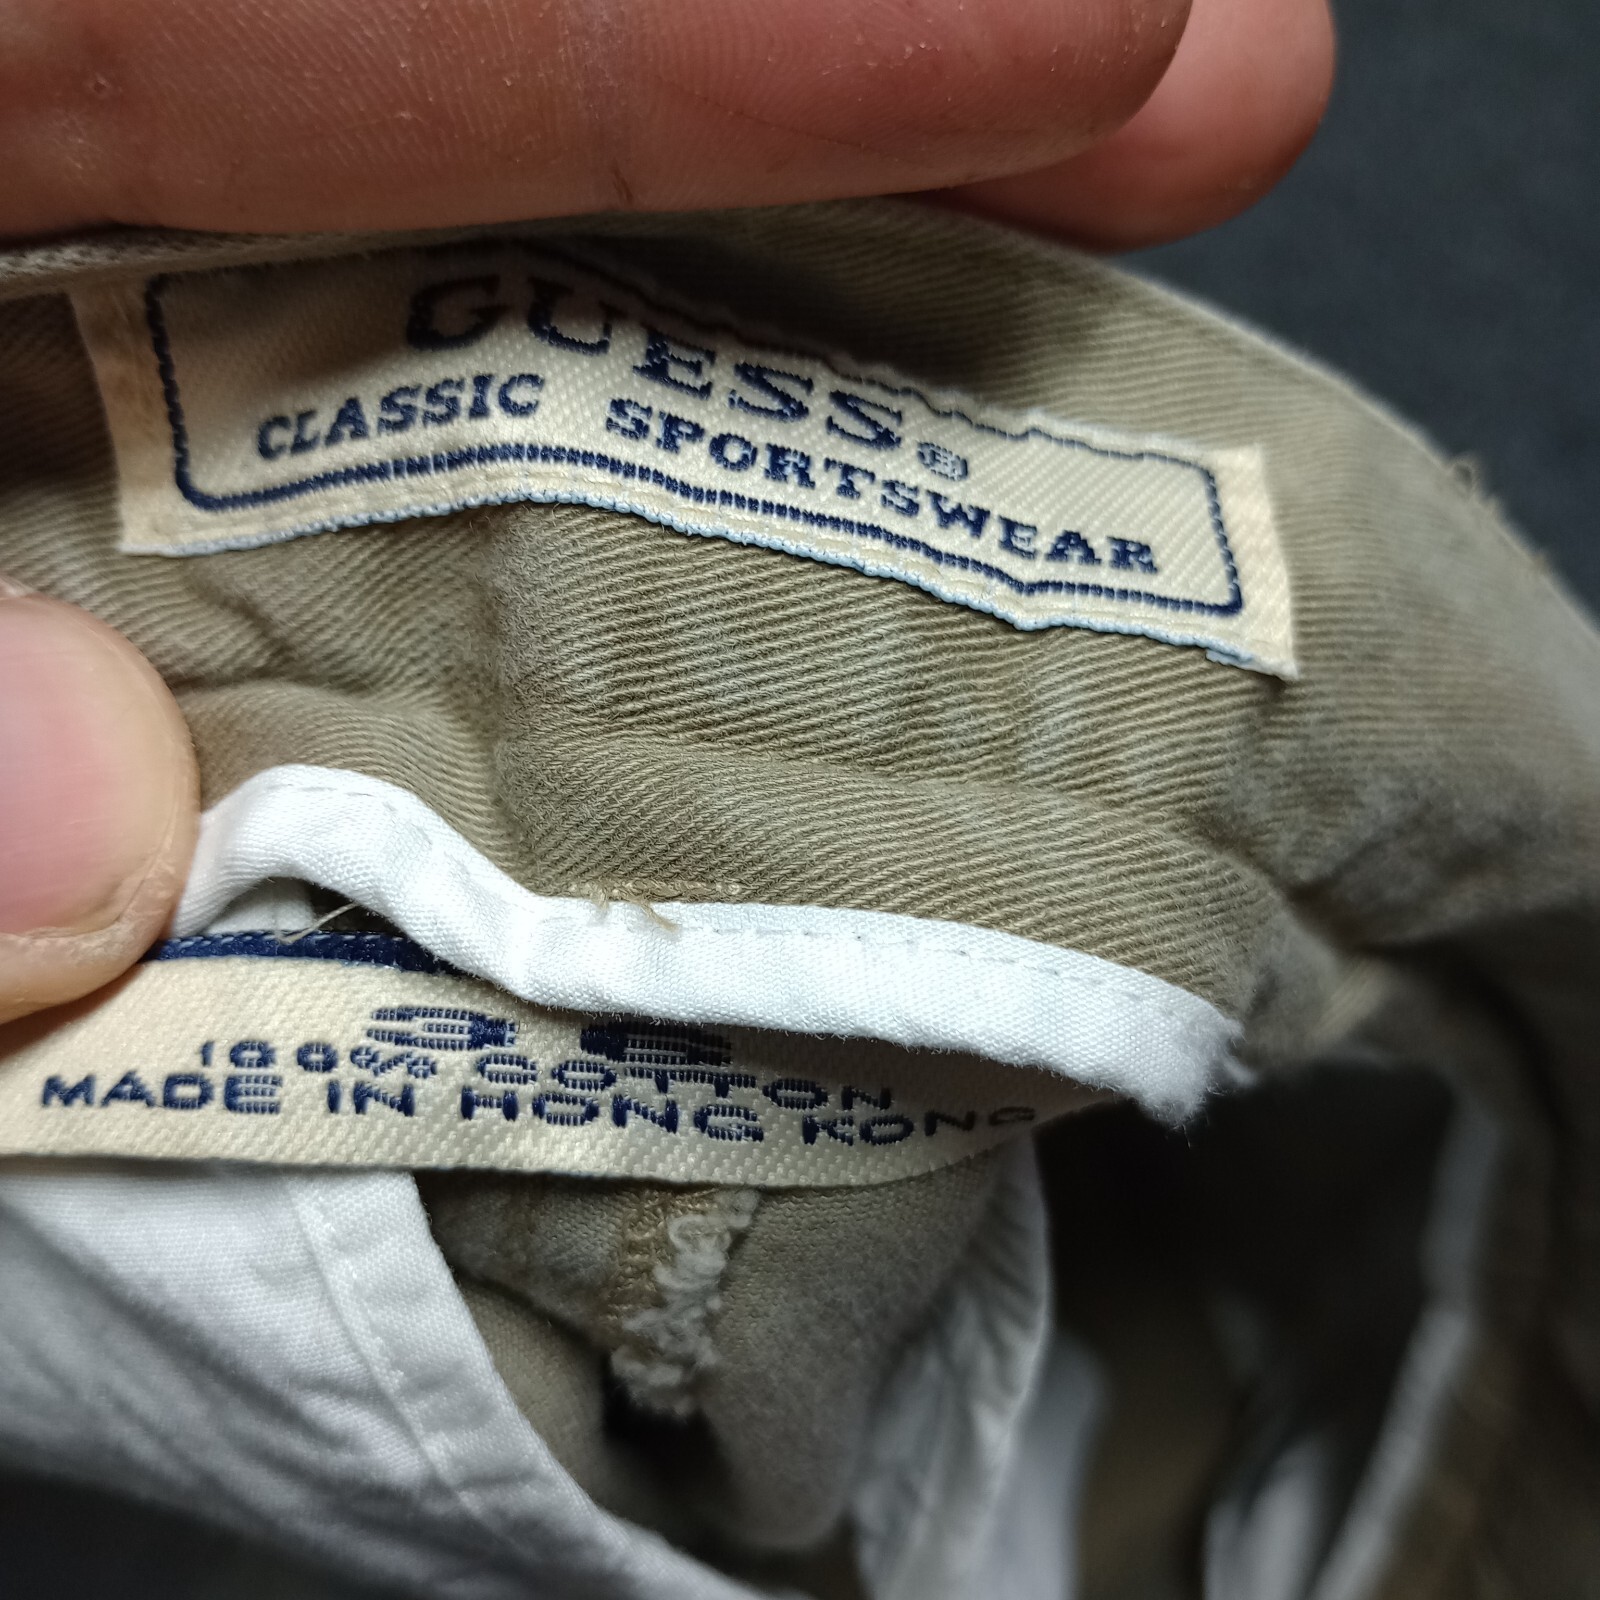 GUESS®
CLASSIC SPORTSWEAR
100% COTTON
MADE IN HONG KONG